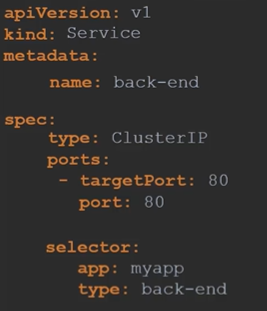 apiVersion: v1
kind: Service
metadata:
name: back-end
spec:
type: ClusterIP
ports:
- targetPort: 80
port: 80
selector:
app: myapp
type: back-end